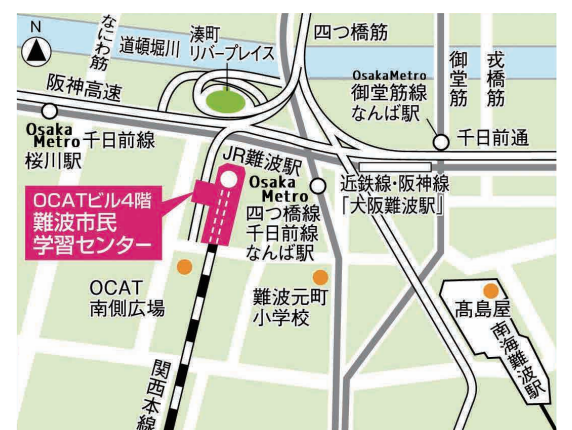 N
なにわ筋
道頓堀川
湊町
リバープレイス
四つ橋筋
御堂筋
戎橋筋
阪神高速
OsakaMetro
御堂筋線
なんば駅
千日前通
Osaka
Metro 千日前線
桜川駅
JR難波駅
Osaka
Metro
四つ橋線
千日前線
なんば駅
近鉄線・阪神線
「大阪難波駅」
OCATビル4階
難波市民
学習センター
OCAT
南側広場
難波元町
小学校
髙島屋
南海難波駅
関西本線